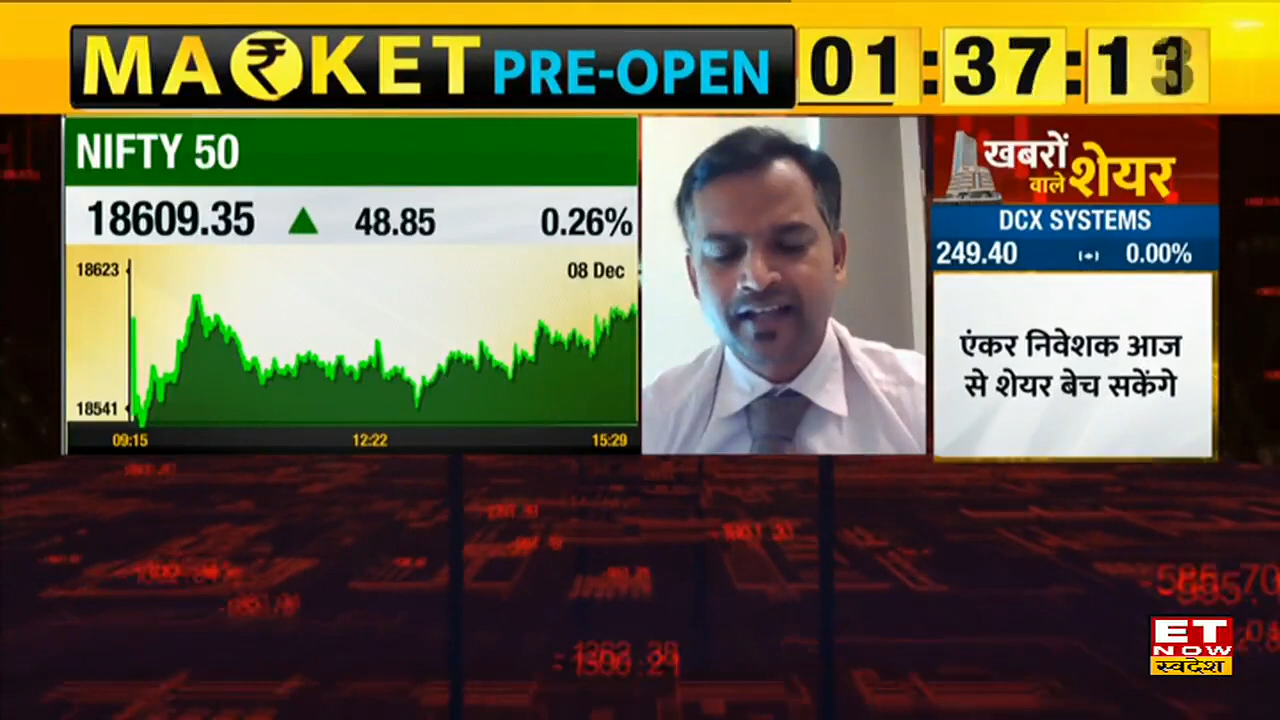 MA₹KET PRE-OPEN
01:37:13
NIFTY 50
18609.35 ▲ 48.85 0.26%
08 Dec
18623
18541
09:15 12:22 15:29
खबरों
वाले शेयर
DCX SYSTEMS
249.40 0.00%
एंकर निवेशक आज
से शेयर बेच सकेंगे
ET
NOW
स्वदेश